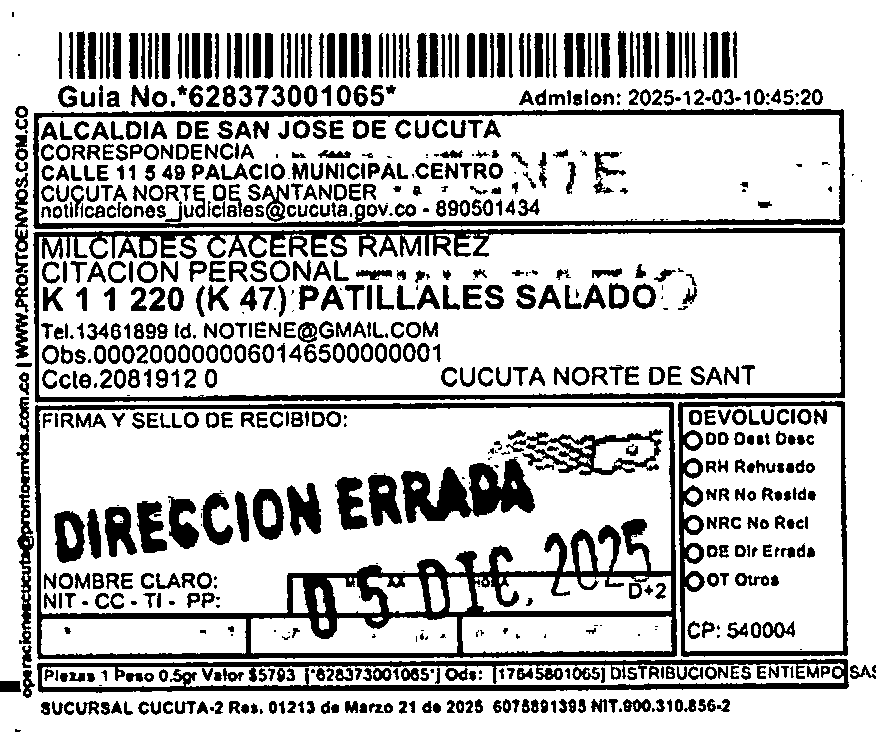 Guia No.*628373001065*
Admision: 2025-12-03-10:45:20
ALCALDIA DE SAN JOSE DE CUCUTA
CORRESPONDENCIA
CALLE 11 5 49 PALACIO MUNICIPAL CENTRO
CUCUTA NORTE DE SANTANDER
notificaciones_judiciales@cucuta.gov.co - 890501434
MILCIADES CACERES RAMIREZ
CITACION PERSONAL
K 1 1 220 (K 47) PATILLALES SALADO
Tel.13461899 Id. NOTIENE@GMAIL.COM
Obs.00020000000060146500000001
Ccte.2081912 0
CUCUTA NORTE DE SANT
FIRMA Y SELLO DE RECIBIDO:
DIRECCION ERRADA
05 DIC. 2025
NOMBRE CLARO:
NIT - CC - TI - PP:
D+2
DEVOLUCION
DD Dest Desc
RH Rehusado
NR No Reside
NRC No Recl
DE Dir Errada
OT Otros
CP: 540004
Piezas 1 Peso 0.5gr Valor $5793 [*628373001065*] Ods: [17645801065] DISTRIBUCIONES ENTIEMPO SAS
SUCURSAL CUCUTA-2 Res. 01213 de Marzo 21 de 2025 6075891395 NIT.900.310.856-2
operacionescucuta@prontoenvios.com.co | WWW.PRONTOENVIOS.COM.CO